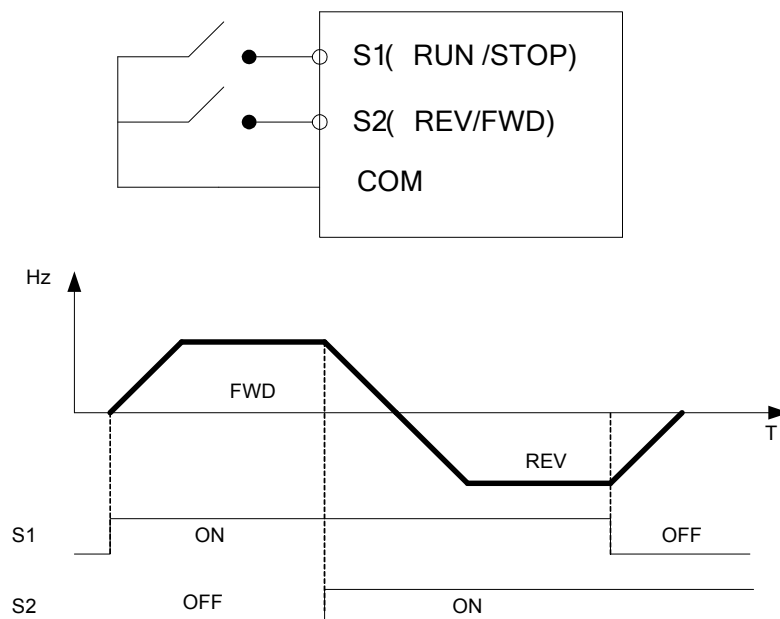 S1( RUN /STOP)
S2( REV/FWD)
COM
Hz
FWD
T
REV
S1 ON OFF
S2 OFF ON